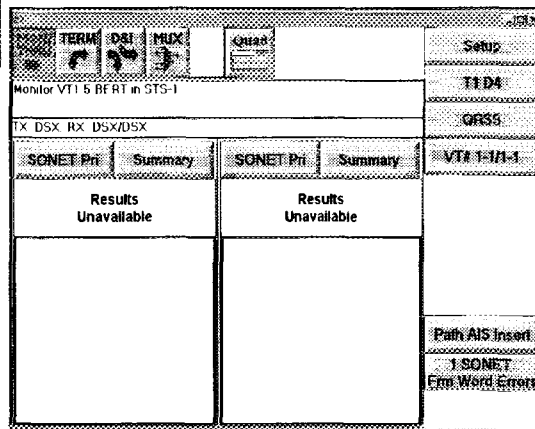 TERM D&I MUX Quad
Setup
Monitor VT1 5 BERT in STS-1
T1 D4
TX DSX RX DSX/DSX
QRSS
SONET Pri Summary SONET Pri Summary
VT# 1-1/1-1
Results
Unavailable
Results
Unavailable
Path AIS Insert
1 SONET
Frm Word Errors